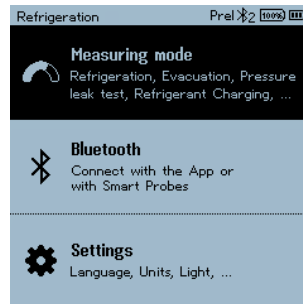 Refrigeration Prel 2 100%
Measuring mode
Refrigeration, Evacuation, Pressure
leak test, Refrigerant Charging, ...
Bluetooth
Connect with the App or
with Smart Probes
Settings
Language, Units, Light, ...